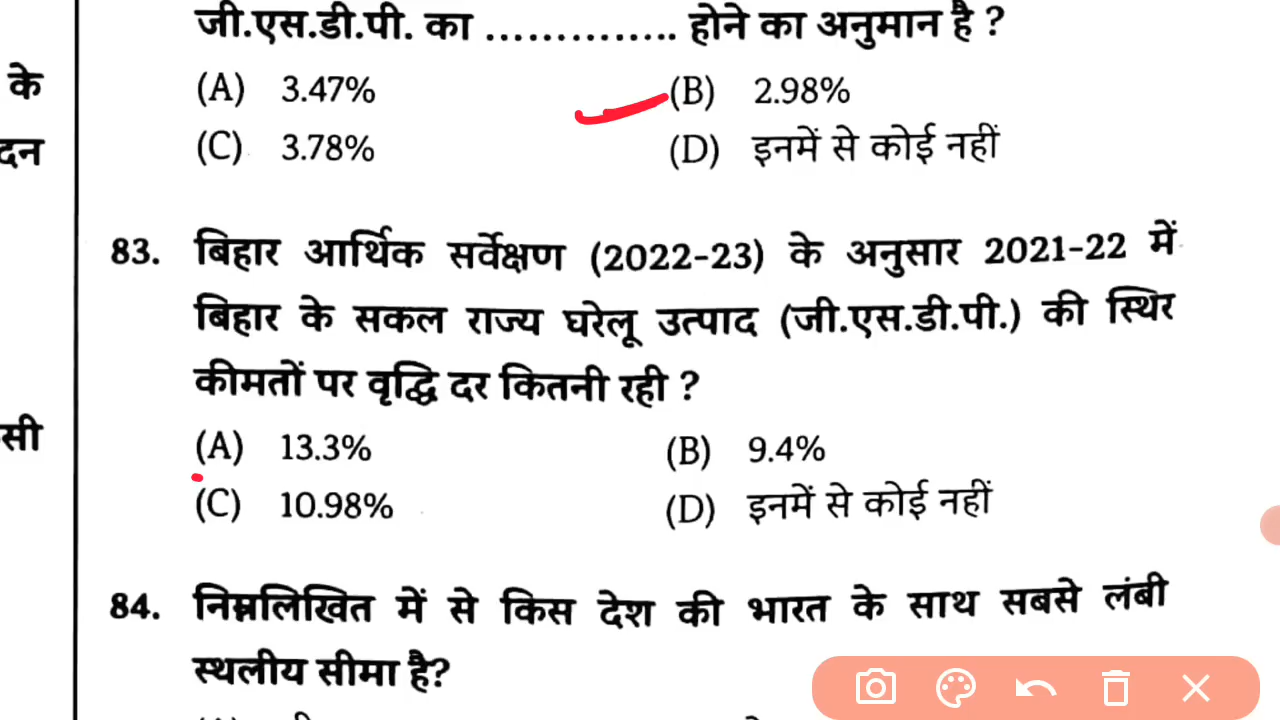 जी.एस.डी.पी. का .............. होने का अनुमान है ?
के
(A) 3.47% (B) 2.98%
दन
(C) 3.78% (D) इनमें से कोई नहीं
83. बिहार आर्थिक सर्वेक्षण (2022-23) के अनुसार 2021-22 में
बिहार के सकल राज्य घरेलू उत्पाद (जी.एस.डी.पी.) की स्थिर
कीमतों पर वृद्धि दर कितनी रही ?
सी
(A) 13.3% (B) 9.4%
(C) 10.98% (D) इनमें से कोई नहीं
84. निम्नलिखित में से किस देश की भारत के साथ सबसे लंबी
स्थलीय सीमा है?